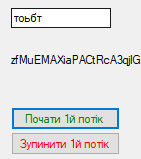 тоьбт
zfMuEMAXiaPACtRcA3qjlG
Почати 1й потік
Зупинити 1й потік